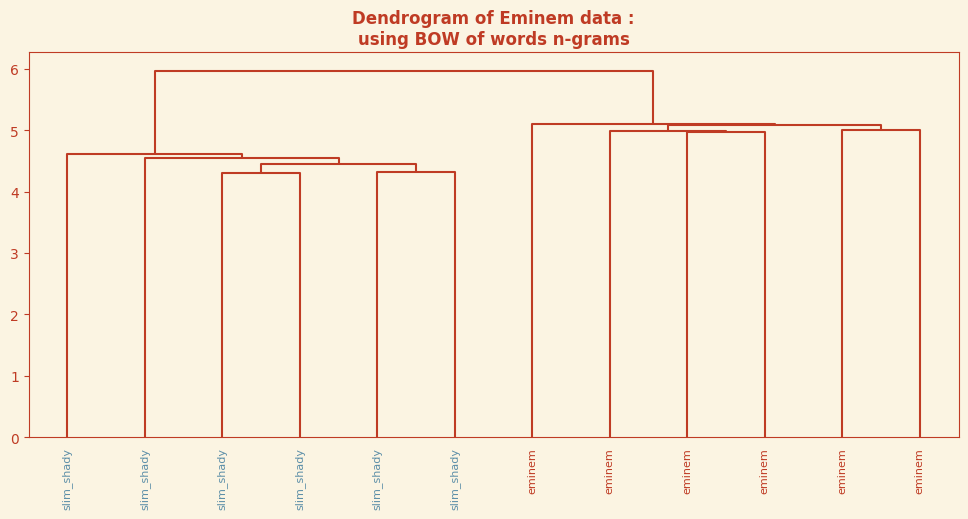 Dendrogram of Eminem data :
using BOW of words n-grams
6
5
4
3
2
1
0
slim_shady
slim_shady
slim_shady
slim_shady
slim_shady
slim_shady
eminem
eminem
eminem
eminem
eminem
eminem